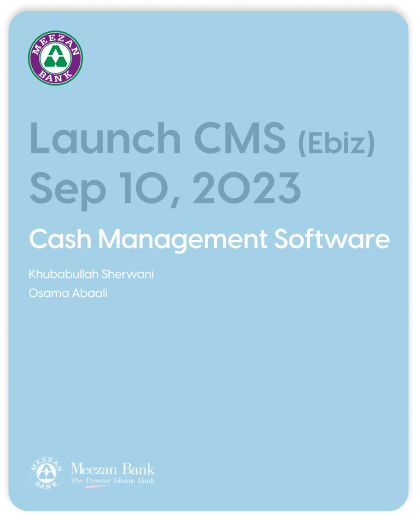 MEEZAN
BANK
Launch CMS (Ebiz)
Sep 10, 2023
Cash Management Software
Khubabullah Sherwani
Osama Abaali
MEEZAN
BANK
Meezan Bank
The Premier Islamic Bank